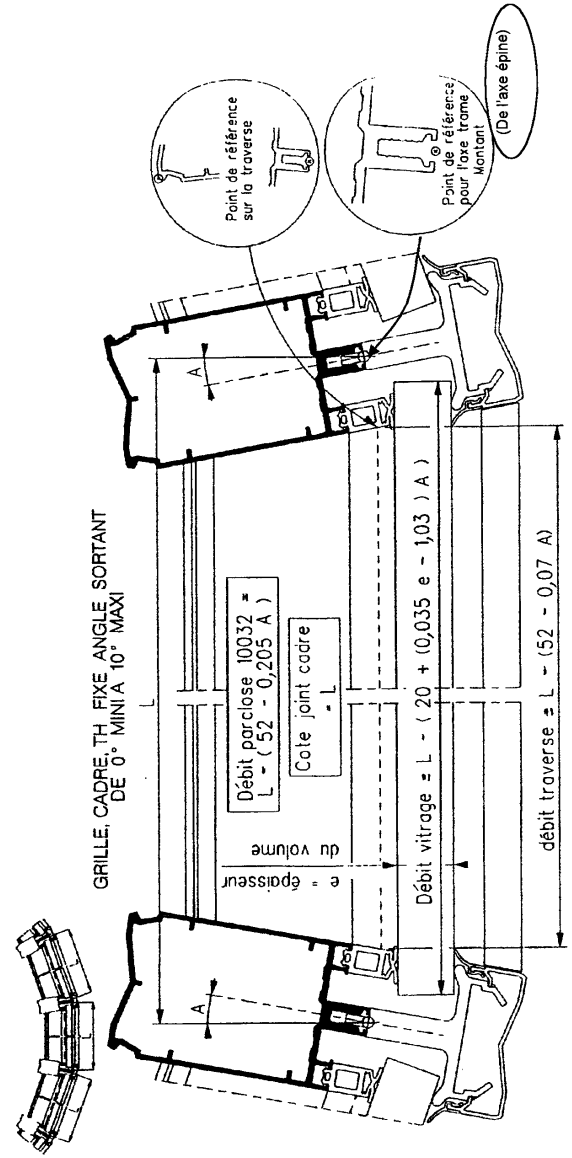 GRILLE, CADRE, TH FIXE ANGLE SORTANT
DE 0° MINI A 10° MAXI
L
A
A
Débit parclose 10032 =
L - ( 52 - 0,205 A )
Cote joint cadre
= L
e = épaisseur
du volume
Débit vitrage = L - ( 20 + (0,035 e - 1,03 ) A )
débit traverse = L - (52 - 0,07 A)
Point de référence
sur la traverse
Point de référence
pour l'axe trame
Montant
(De l'axe épine)